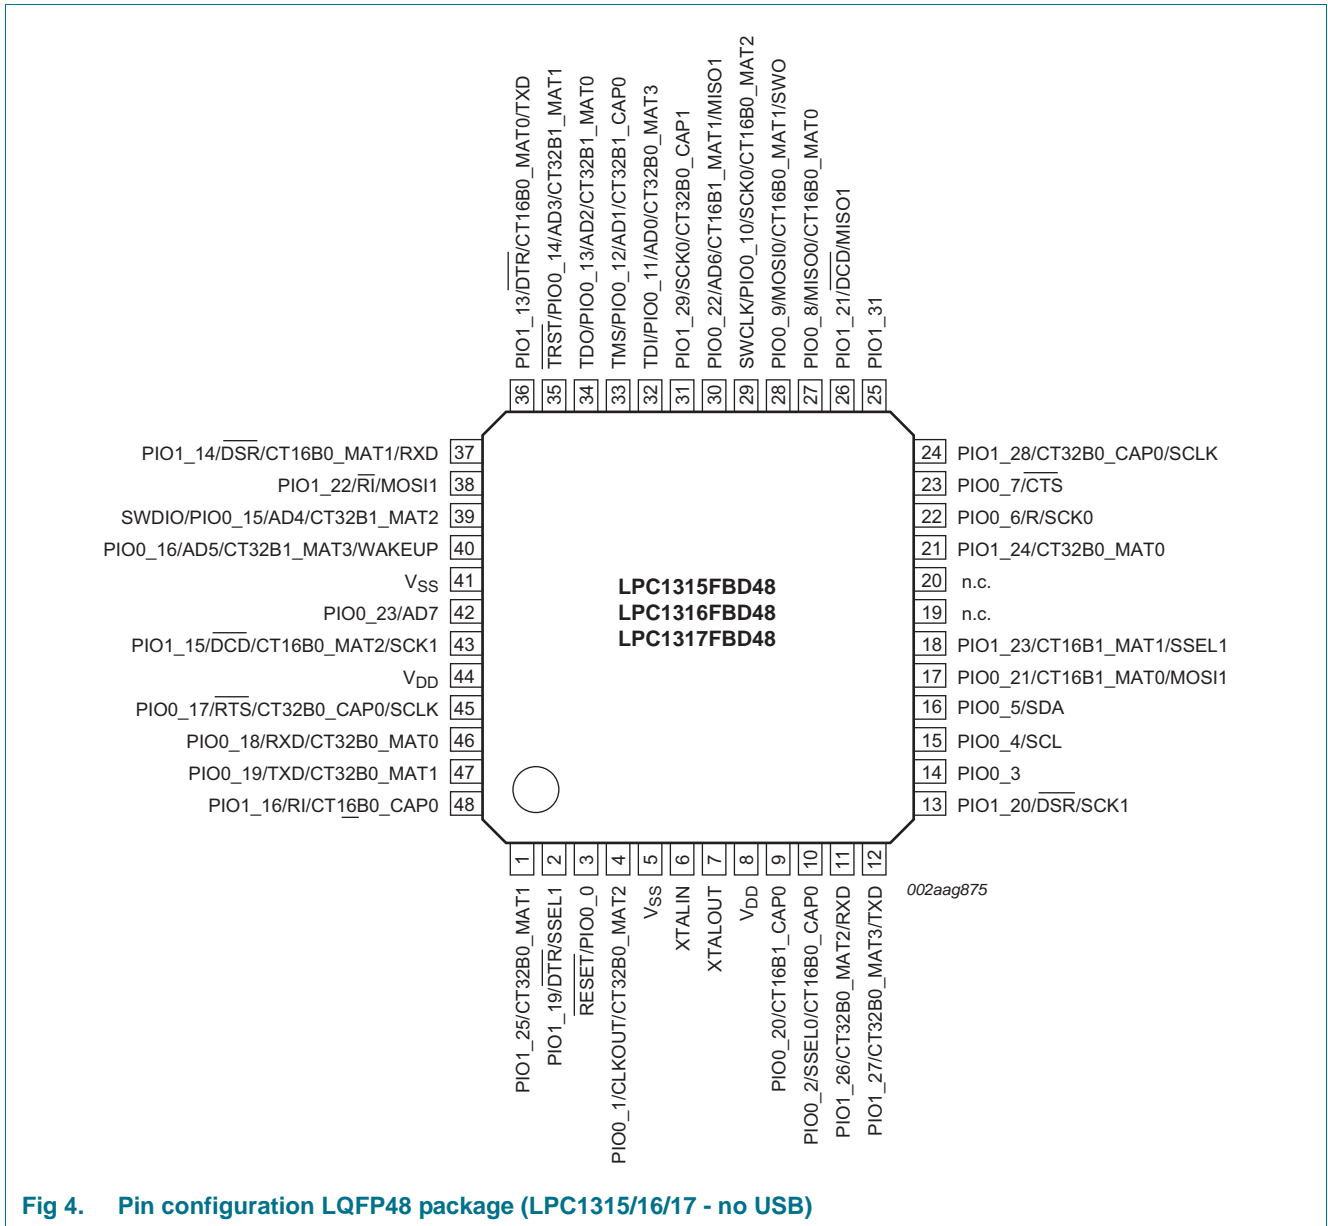 PIO1_13/DTR/CT16B0_MAT0/TXD
TRST/PIO0_14/AD3/CT32B1_MAT1
TDO/PIO0_13/AD2/CT32B1_MAT0
TMS/PIO0_12/AD1/CT32B1_CAP0
TDI/PIO0_11/AD0/CT32B0_MAT3
PIO1_29/SCK0/CT32B0_CAP1
PIO0_22/AD6/CT16B1_MAT1/MISO1
SWCLK/PIO0_10/SCK0/CT16B0_MAT2
PIO0_9/MOSI0/CT16B0_MAT1/SWO
PIO0_8/MISO0/CT16B0_MAT0
PIO1_21/DCD/MISO1
PIO1_31
36 35 34 33 32 31 30 29 28 27 26 25
PIO1_14/DSR/CT16B0_MAT1/RXD 37
PIO1_22/RI/MOSI1 38
SWDIO/PIO0_15/AD4/CT32B1_MAT2 39
PIO0_16/AD5/CT32B1_MAT3/WAKEUP 40
VSS 41
PIO0_23/AD7 42
PIO1_15/DCD/CT16B0_MAT2/SCK1 43
VDD 44
PIO0_17/RTS/CT32B0_CAP0/SCLK 45
PIO0_18/RXD/CT32B0_MAT0 46
PIO0_19/TXD/CT32B0_MAT1 47
PIO1_16/RI/CT16B0_CAP0 48
LPC1315FBD48
LPC1316FBD48
LPC1317FBD48
24 PIO1_28/CT32B0_CAP0/SCLK
23 PIO0_7/CTS
22 PIO0_6/R/SCK0
21 PIO1_24/CT32B0_MAT0
20 n.c.
19 n.c.
18 PIO1_23/CT16B1_MAT1/SSEL1
17 PIO0_21/CT16B1_MAT0/MOSI1
16 PIO0_5/SDA
15 PIO0_4/SCL
14 PIO0_3
13 PIO1_20/DSR/SCK1
1 2 3 4 5 6 7 8 9 10 11 12
PIO1_25/CT32B0_MAT1
PIO1_19/DTR/SSEL1
RESET/PIO0_0
PIO0_1/CLKOUT/CT32B0_MAT2
VSS
XTALIN
XTALOUT
VDD
PIO0_20/CT16B1_CAP0
PIO0_2/SSEL0/CT16B0_CAP0
PIO1_26/CT32B0_MAT2/RXD
PIO1_27/CT32B0_MAT3/TXD
002aag875
Fig 4. Pin configuration LQFP48 package (LPC1315/16/17 - no USB)